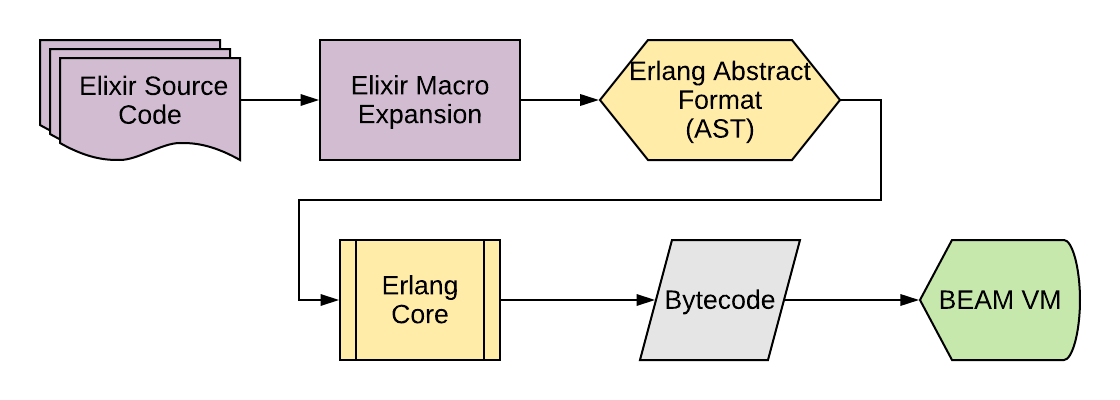 Elixir Source
Code
Elixir Macro
Expansion
Erlang Abstract
Format
(AST)
Erlang
Core
Bytecode
BEAM VM